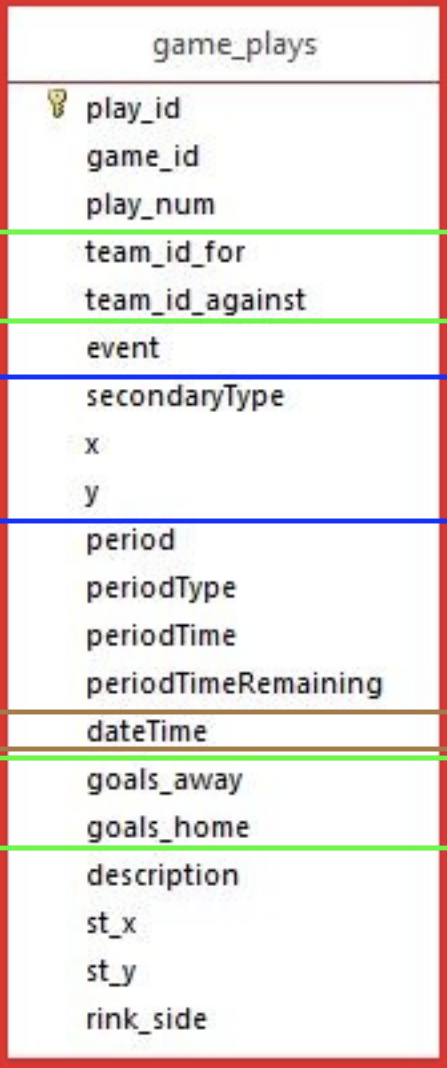 game_plays
play_id
game_id
play_num
team_id_for
team_id_against
event
secondaryType
x
y
period
periodType
periodTime
periodTimeRemaining
dateTime
goals_away
goals_home
description
st_x
st_y
rink_side